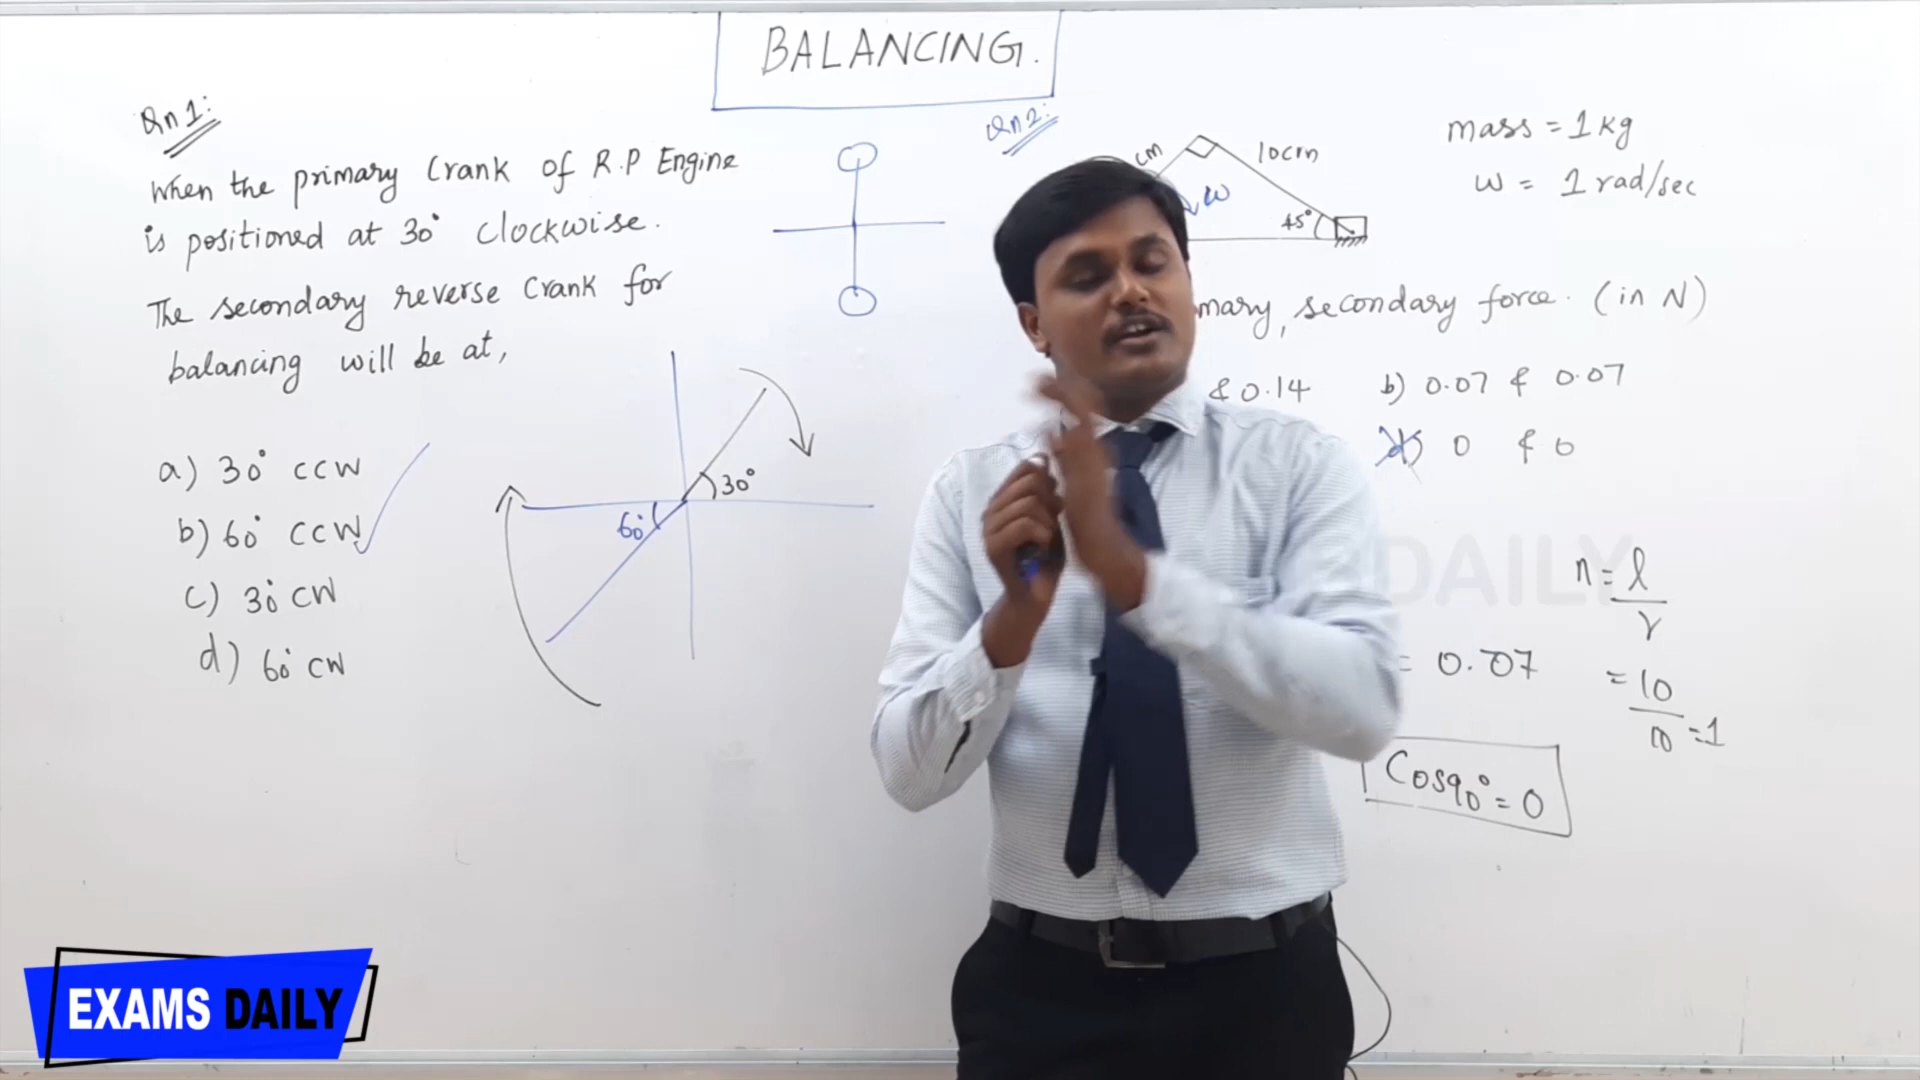 BALANCING.
Qn 1:
When the primary Crank of R.P Engine
is positioned at 30° clockwise.
The secondary reverse crank for
balancing will be at,
a) 30° CCW
b) 60° CCW
c) 30° CW
d) 60° CW
30°
60°
Qn 2:
cm
10cm
ω
45°
mass = 1 kg
ω = 1 rad/sec
mary, secondary force. (in N)
& 0.14
b) 0.07 & 0.07
d) 0 & 0
DAILY
n = l/r
= 0.07
= 10/10 = 1
Cos90° = 0
EXAMS DAILY